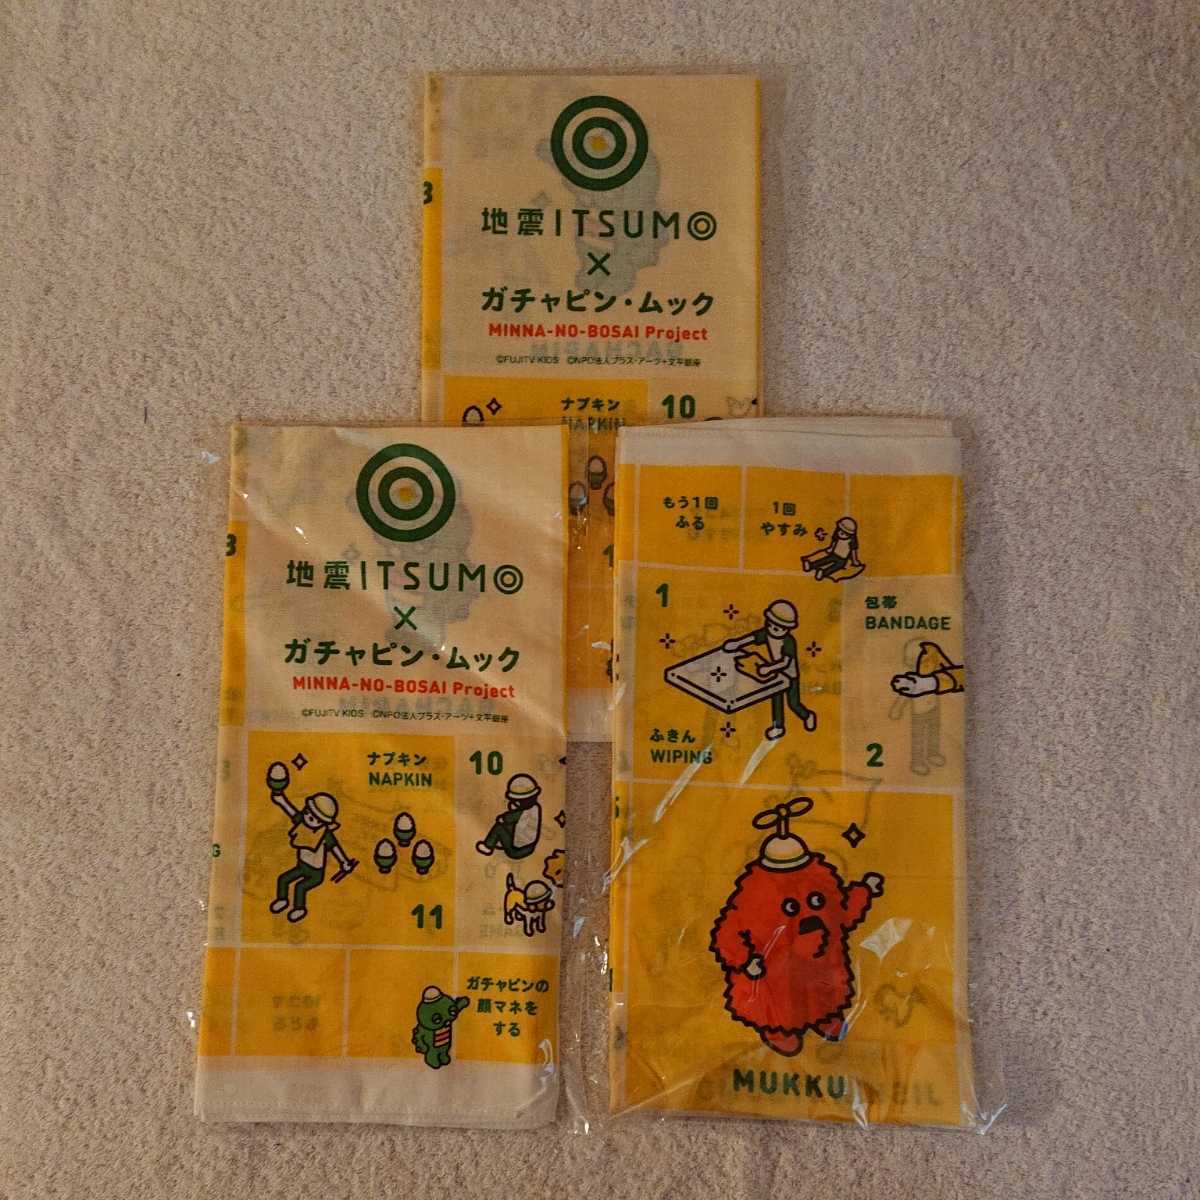 地震ITSUMO
×
ガチャピン・ムック
MINNA-NO-BOSAI Project
©FUJITV KIDS ©NPO法人プラス・アーツ+文平銀座
ナプキン
NAPKIN
10
地震ITSUMO
×
ガチャピン・ムック
MINNA-NO-BOSAI Project
©FUJITV KIDS ©NPO法人プラス・アーツ+文平銀座
ナプキン
NAPKIN
10
11
ガチャピンの
顔マネを
する
もう1回
ふる
1回
やすみ
1
包帯
BANDAGE
ふきん
WIPING
2
MUKKU